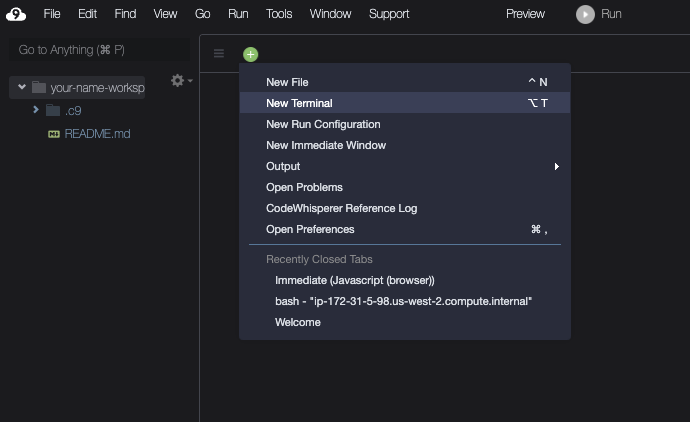 File Edit Find View Go Run Tools Window Support Preview Run
Go to Anything (⌘ P)
your-name-worksp
.c9
README.md
New File ^ N
New Terminal ⌥ T
New Run Configuration
New Immediate Window
Output
Open Problems
CodeWhisperer Reference Log
Open Preferences ⌘ ,
Recently Closed Tabs
Immediate (Javascript (browser))
bash - "ip-172-31-5-98.us-west-2.compute.internal"
Welcome